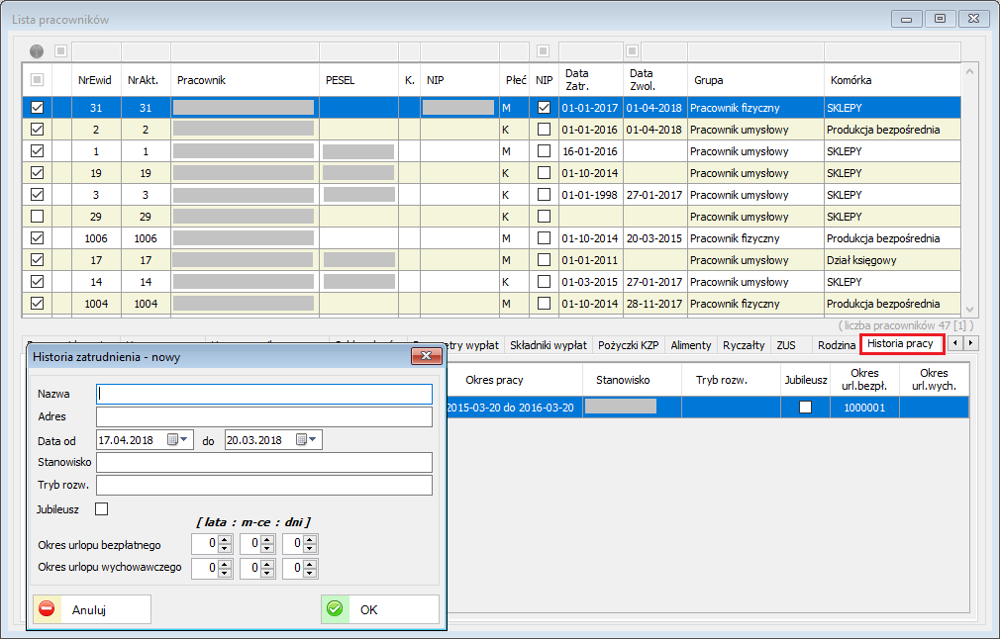 Lista pracowników
NrEwid NrAkt. Pracownik PESEL K. NIP Płeć NIP Data Zatr. Data Zwol. Grupa Komórka
31 31 M 01-01-2017 01-04-2018 Pracownik fizyczny SKLEPY
2 2 K 01-01-2016 01-04-2018 Pracownik umysłowy Produkcja bezpośrednia
1 1 M 16-01-2016 Pracownik umysłowy SKLEPY
19 19 K 01-10-2014 Pracownik umysłowy SKLEPY
3 3 K 01-01-1998 27-01-2017 Pracownik umysłowy SKLEPY
29 29 K Pracownik umysłowy SKLEPY
1006 1006 M 01-10-2014 20-03-2015 Pracownik fizyczny Produkcja bezpośrednia
17 17 M 01-01-2011 Pracownik umysłowy Dział księgowy
14 14 K 01-03-2015 27-01-2017 Pracownik umysłowy SKLEPY
1004 1004 M 01-10-2014 28-11-2017 Pracownik fizyczny Produkcja bezpośrednia
( liczba pracowników 47 [1] )
wypłat Składniki wypłat Pożyczki KZP Alimenty Ryczałty ZUS Rodzina Historia pracy
Okres pracy Stanowisko Tryb rozw. Jubileusz Okres url.bezpł. Okres url.wych.
2015-03-20 do 2016-03-20 1000001
Historia zatrudnienia - nowy
Nazwa
Adres
Data od 17.04.2018 do 20.03.2018
Stanowisko
Tryb rozw.
Jubileusz
[ lata : m-ce : dni ]
Okres urlopu bezpłatnego 0 0 0
Okres urlopu wychowawczego 0 0 0
Anuluj OK